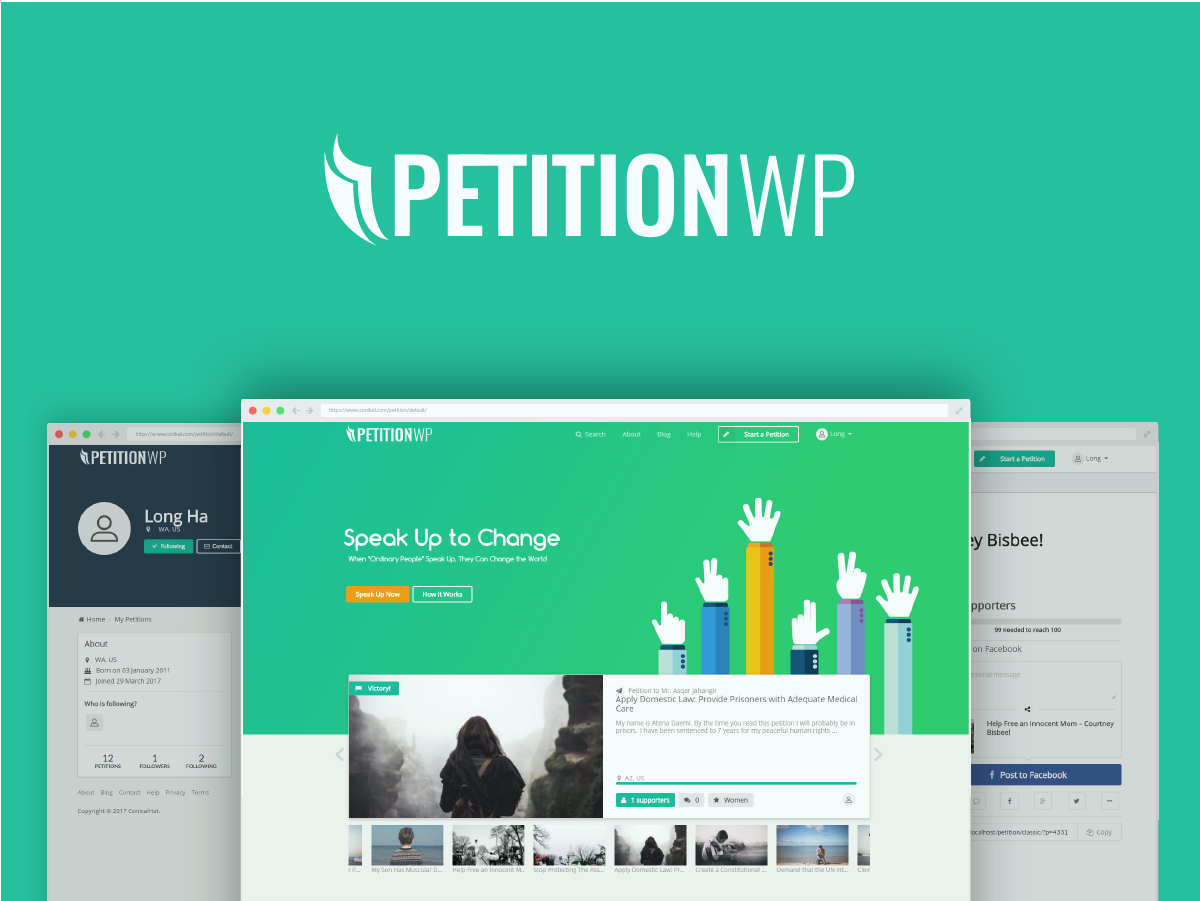 PETITIONWP
https://www.conikal.com/petition/default/
PETITIONWP
Search
About
Blog
Help
Start a Petition
Long
Speak Up to Change
When "Ordinary People" Speak Up, They Can Change the World
Speak Up Now
How It Works
Victory!
Petition to Mr. Asqar Jahangir
Apply Domestic Law: Provide Prisoners with Adequate Medical
Care
My name is Atena Daemi. By the time you read this petition I will probably be in
prison. I have been sentenced to 7 years for my peaceful human rights ...
AZ, US
1 supporters
0
Women
r P...
My Son Has Muscular D...
Help Free an Innocent M...
Stop Protecting The Ass...
Apply Domestic Law: Pr...
Create a Constitutional ...
Demand that the UN int...
Clem
https://www.conikal.com/petition/default/
PETITIONWP
Long Ha
WA, US
Following
Contact
Home
My Petitions
About
WA, US
Born on 03 January 2011
Joined 29 March 2017
Who is following?
12
PETITIONS
1
FOLLOWERS
2
FOLLOWING
About Blog Contact Help Privacy Terms
Copyright © 2017 ConicalHat.
Start a Petition
Long
ey Bisbee!
pporters
99 needed to reach 100
on Facebook
ersonal message
Help Free an Innocent Mom – Courtney
Bisbee!
Post to Facebook
localhost/petition/classic/?p=4331
Copy